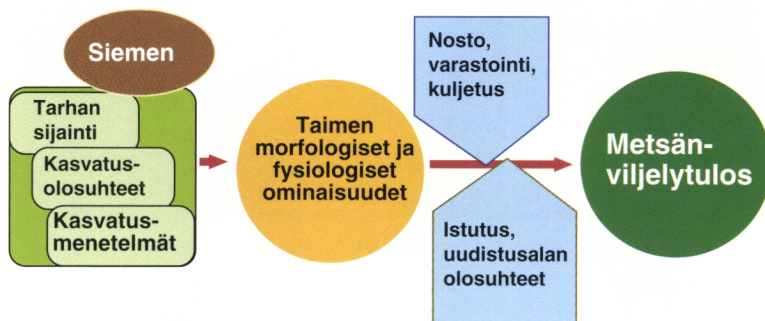 Siemen
Tarhan
sijainti
Kasvatus-
olosuhteet
Kasvatus-
menetelmät
Taimen
morfologiset ja
fysiologiset
ominaisuudet
Nosto,
varastointi,
kuljetus
Istutus,
uudistusalan
olosuhteet
Metsän-
viljelytulos